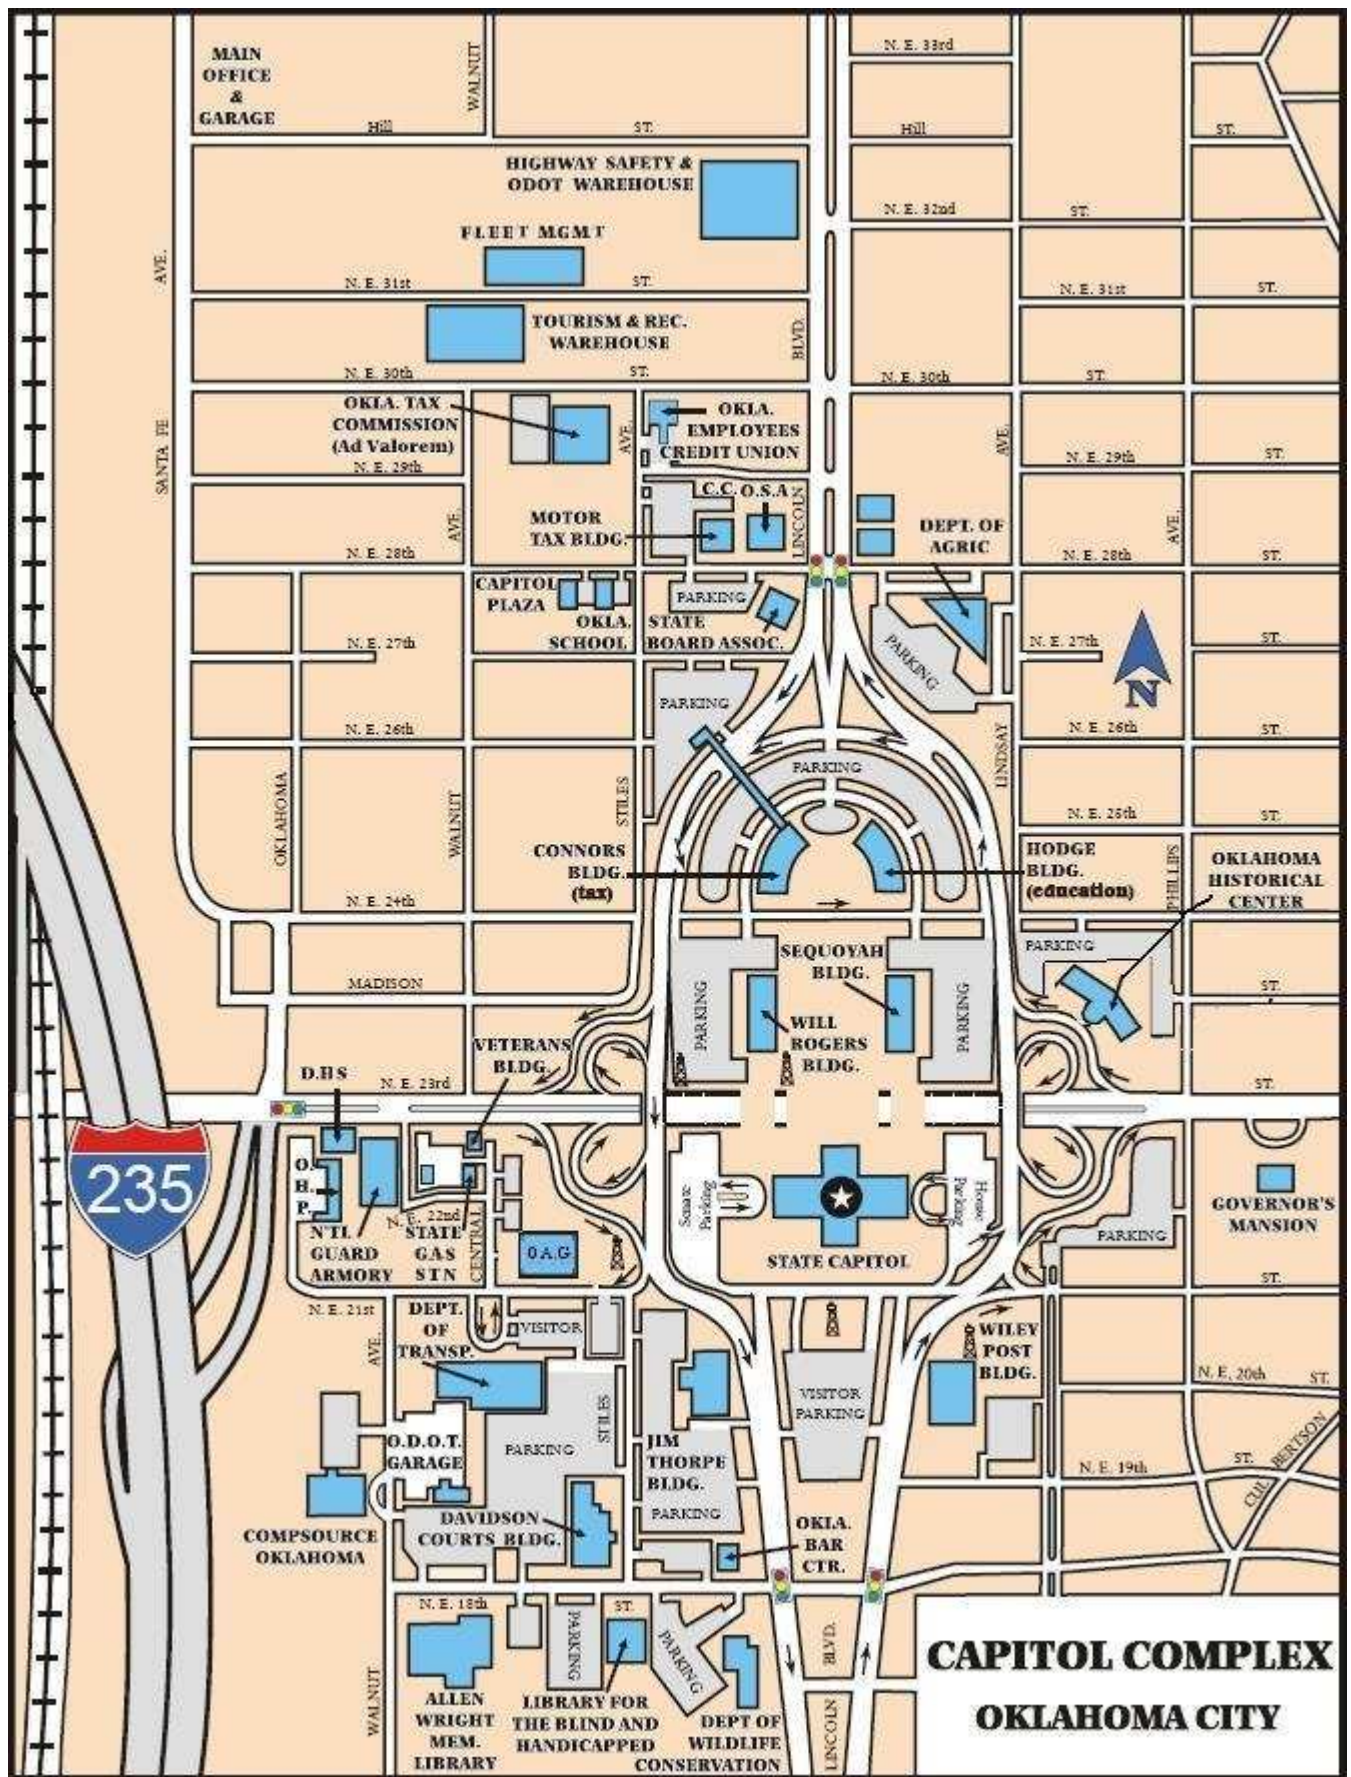 MAIN
OFFICE
&
GARAGE
WALNUT
N. E. 33rd
Hill
ST.
Hill
ST.
HIGHWAY SAFETY &
ODOT WAREHOUSE
N. E. 32nd
ST.
FLEET MGMT
AVE.
N. E. 31st
ST.
N. E. 31st
ST.
TOURISM & REC.
WAREHOUSE
BLVD.
N. E. 30th
ST.
N. E. 30th
ST.
OKLA. TAX
COMMISSION
(Ad Valorem)
OKLA.
EMPLOYEES
CREDIT UNION
SANTA FE
AVE.
AVE.
N. E. 29th
N. E. 29th
ST.
C.C.O.S.A
LINCOLN
MOTOR
TAX BLDG.
DEPT. OF
AGRIC
AVE.
AVE.
N. E. 28th
N. E. 28th
ST.
CAPITOL
PLAZA
PARKING
OKLA. STATE
SCHOOL BOARD ASSOC.
N. E. 27th
PARKING
N. E. 27th
ST.
N
PARKING
N. E. 26th
N. E. 26th
ST.
LINDSAY
PARKING
OKLAHOMA
WALNUT
STILES
N. E. 25th
ST.
CONNORS
BLDG.
(tax)
HODGE
BLDG.
(education)
PHILLIPS
OKLAHOMA
HISTORICAL
CENTER
N. E. 24th
PARKING
SEQUOYAH
BLDG.
MADISON
ST.
PARKING
PARKING
WILL
ROGERS
BLDG.
VETERANS
BLDG.
D.HS
N. E. 23rd
ST.
235
O.
H.
P.
N'TL
GUARD
ARMORY
N. E. 22nd
STATE
GAS
STN
CENTRAL
O.A.G
Senate
Parking
House
Parking
STATE CAPITOL
GOVERNOR'S
MANSION
PARKING
ST.
N. E. 21st
AVE.
DEPT.
OF
TRANSP.
VISITOR
WILEY
POST
BLDG.
N. E. 20th
ST.
VISITOR
PARKING
STILES
O.D.O.T.
GARAGE
PARKING
JIM
THORPE
BLDG.
PARKING
N. E. 19th
ST.
CULBERTSON
COMPSOURCE
OKLAHOMA
DAVIDSON
COURTS BLDG.
OKLA.
BAR
CTR.
N. E. 18th
ST.
PARKING
PARKING
BLVD.
WALNUT
ALLEN
WRIGHT
MEM.
LIBRARY
LIBRARY FOR
THE BLIND AND
HANDICAPPED
DEPT OF
WILDLIFE
CONSERVATION
LINCOLN
CAPITOL COMPLEX
OKLAHOMA CITY